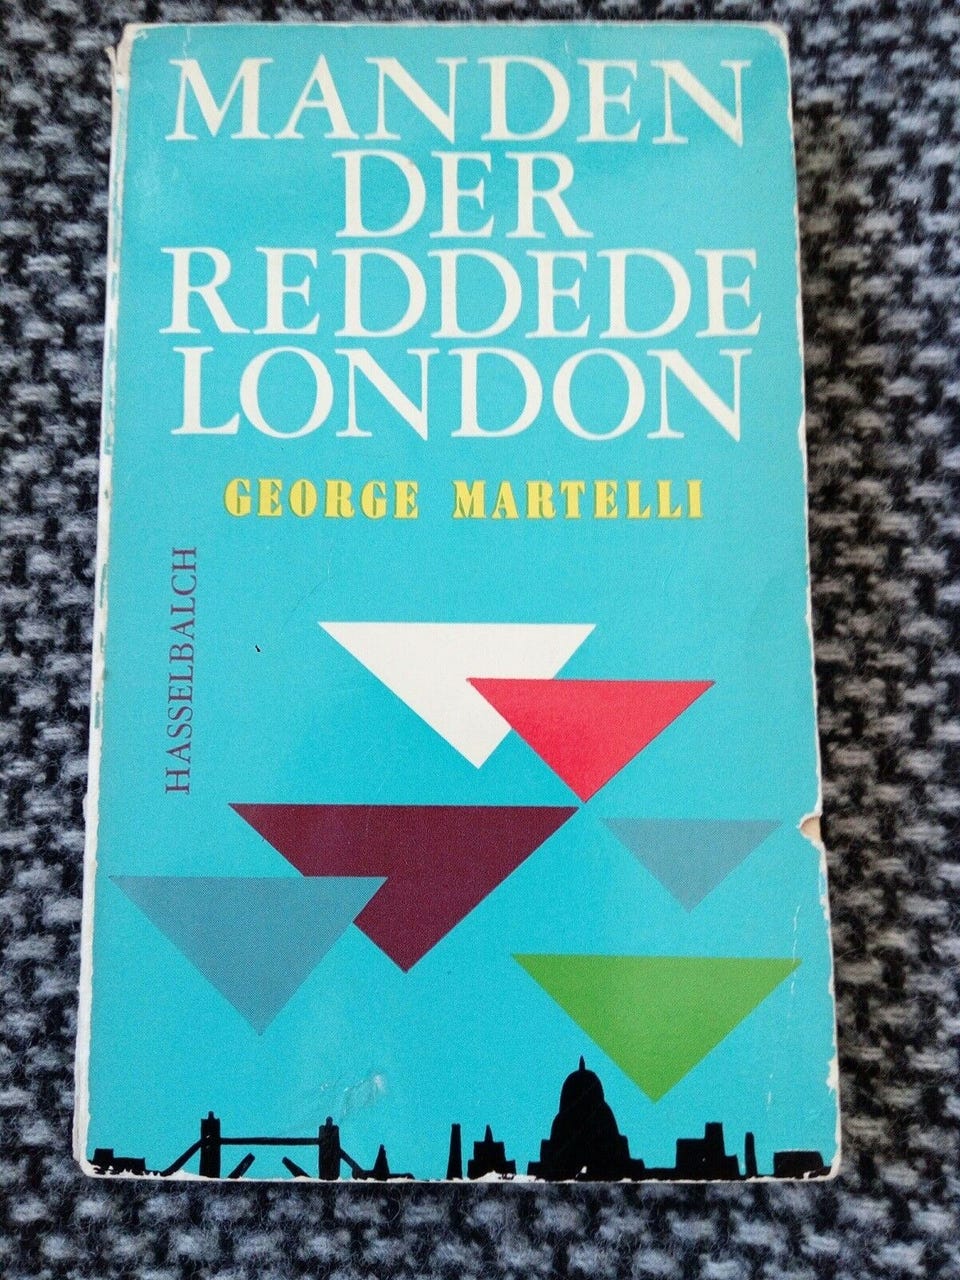 MANDEN
DER
REDDEDE
LONDON
GEORGE MARTELLI
HASSELBALCH